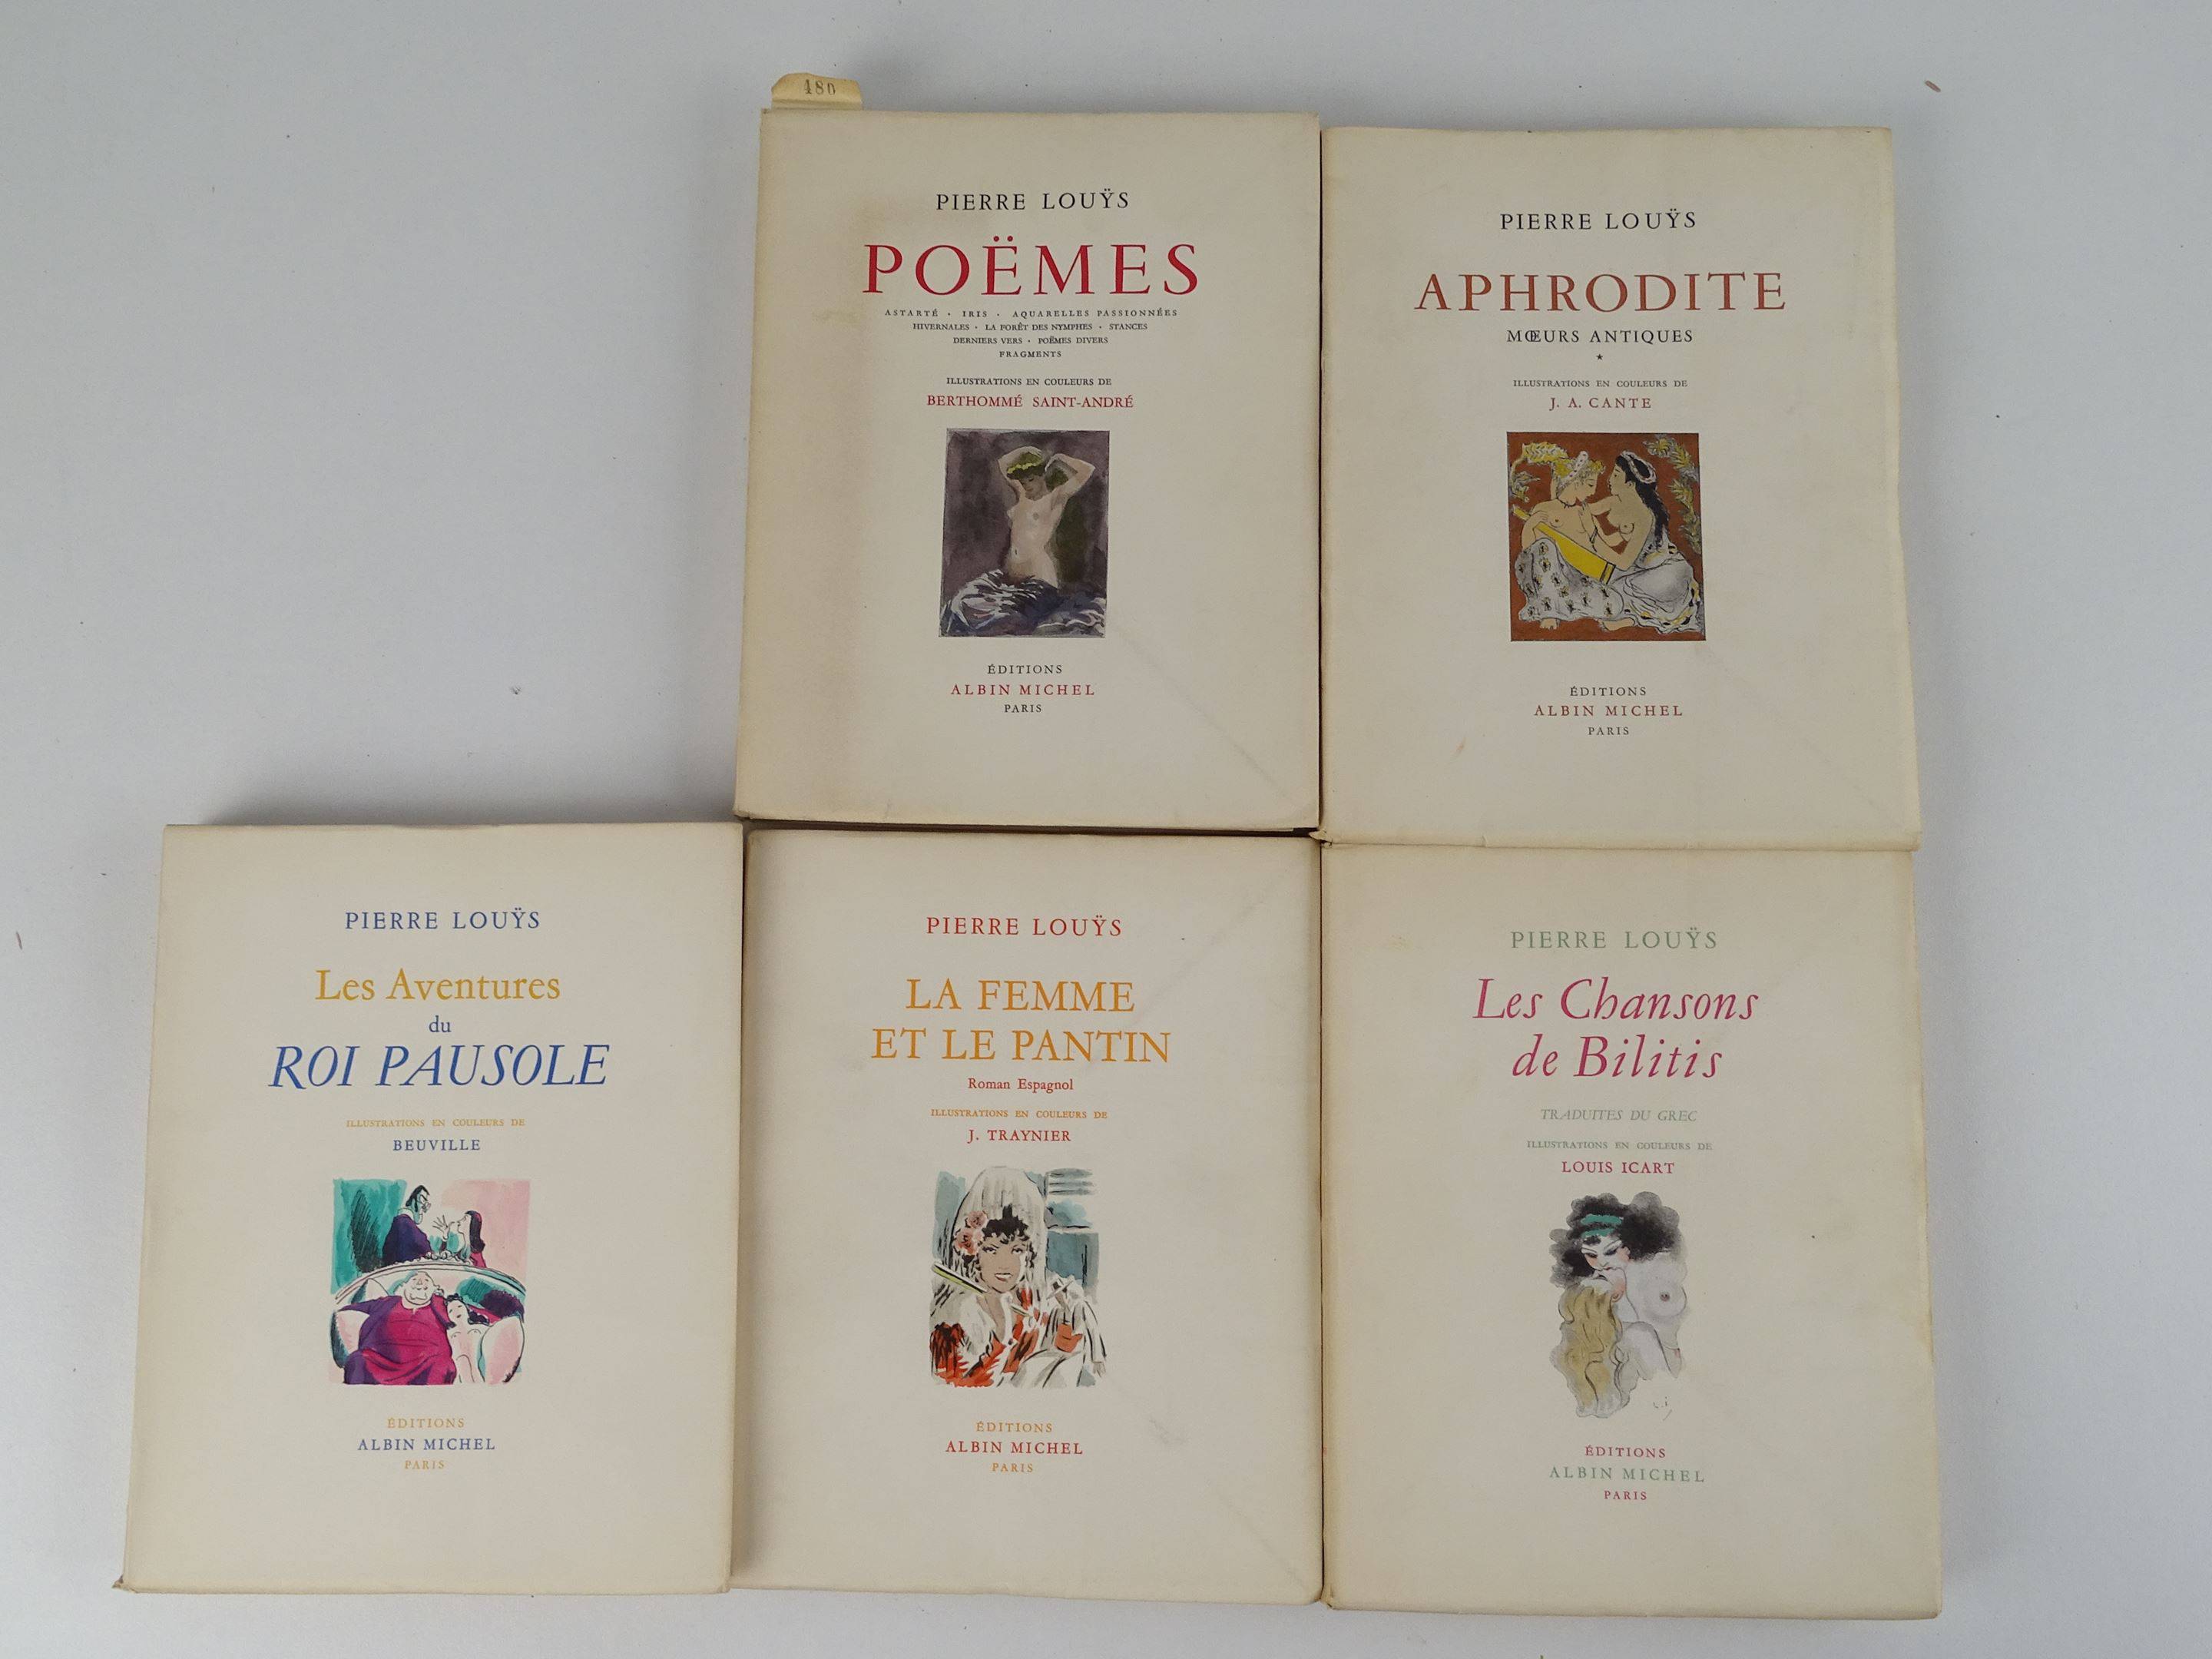 480
PIERRE LOUŸS
POËMES
ASTARTÉ · IRIS · AQUARELLES PASSIONNÉES
HIVERNALES · LA FORÊT DES NYMPHES · STANCES
DERNIERS VERS · POËMES DIVERS
FRAGMENTS
ILLUSTRATIONS EN COULEURS DE
BERTHOMMÉ SAINT-ANDRÉ
ÉDITIONS
ALBIN MICHEL
PARIS
PIERRE LOUŸS
APHRODITE
MŒURS ANTIQUES
★
ILLUSTRATIONS EN COULEURS DE
J. A. CANTE
ÉDITIONS
ALBIN MICHEL
PARIS
PIERRE LOUŸS
Les Aventures
du
ROI PAUSOLE
ILLUSTRATIONS EN COULEURS DE
BEUVILLE
ÉDITIONS
ALBIN MICHEL
PARIS
PIERRE LOUŸS
LA FEMME
ET LE PANTIN
Roman Espagnol
ILLUSTRATIONS EN COULEURS DE
J. TRAYNIER
ÉDITIONS
ALBIN MICHEL
PARIS
PIERRE LOUŸS
Les Chansons
de Bilitis
TRADUITES DU GREC
ILLUSTRATIONS EN COULEURS DE
LOUIS ICART
ÉDITIONS
ALBIN MICHEL
PARIS